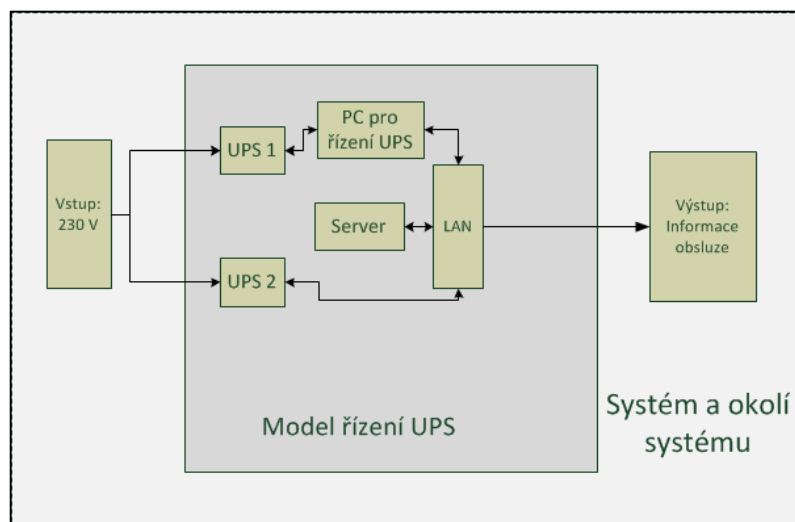 PC pro
řízení UPS
UPS 1
Vstup:
230 V
Server
LAN
Výstup:
Informace
obsluze
UPS 2
Model řízení UPS
Systém a okolí
systému